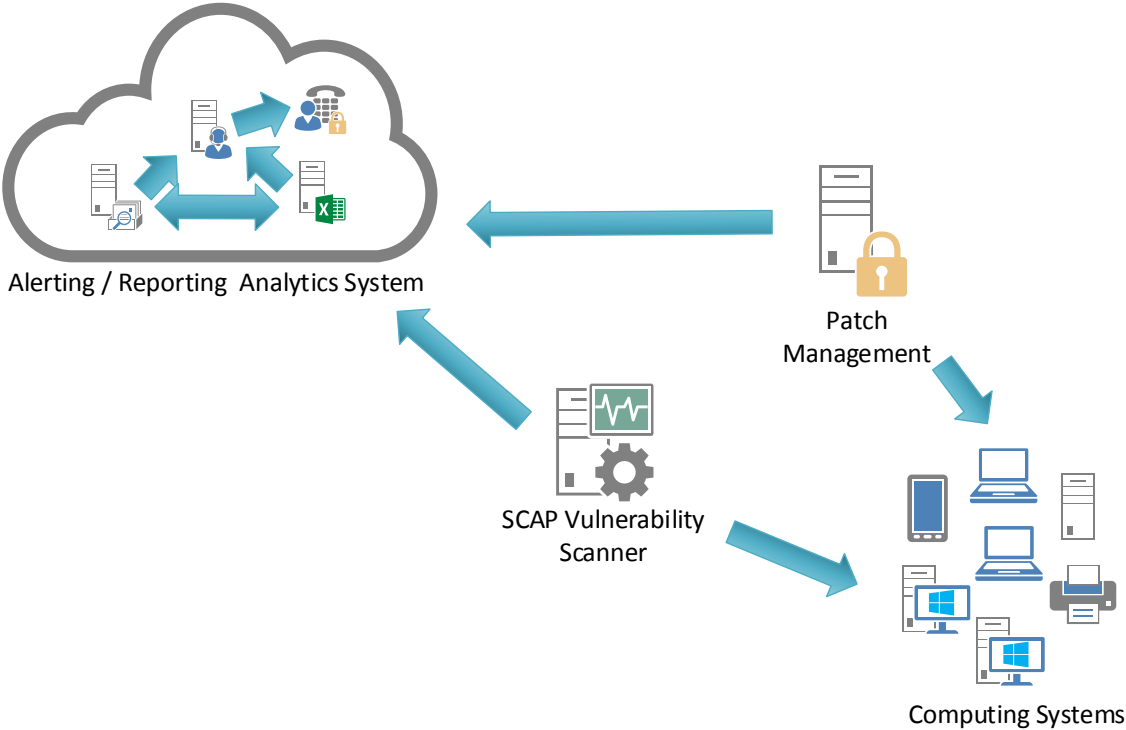 Alerting / Reporting  Analytics System
Patch
Management
SCAP Vulnerability
Scanner
Computing Systems